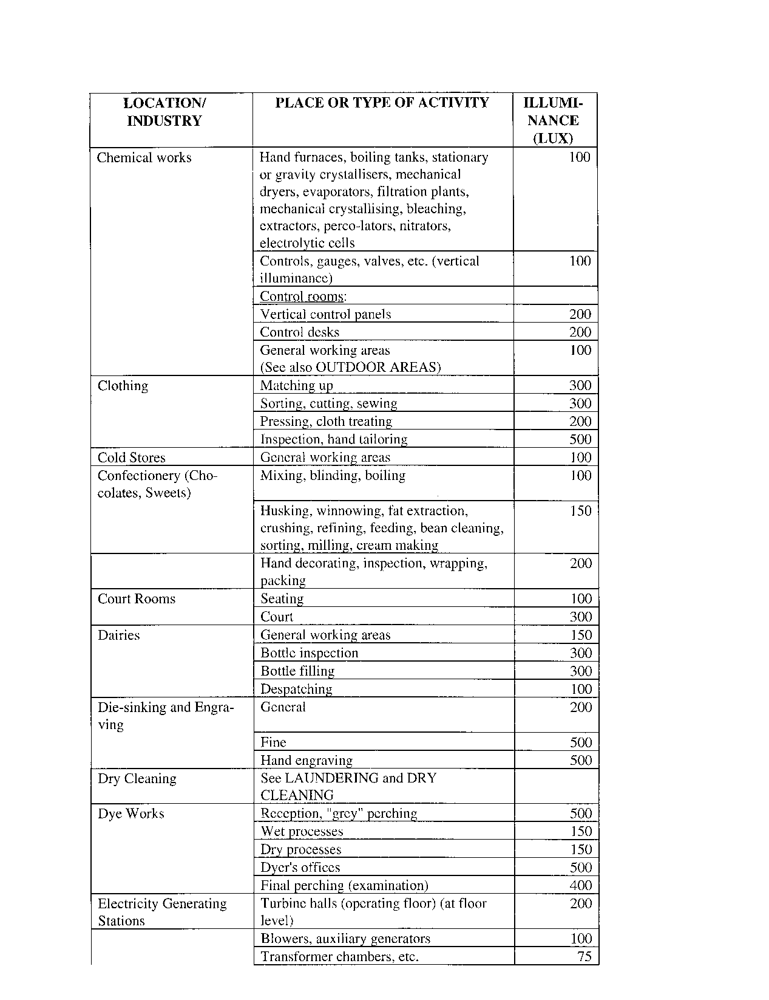 LOCATION/ PLACE OR TYPE OF ACTIVITY ILLUMI-
INDUSTRY NANCE
(LUX)
Chemical works Hand furnaces, boiling tanks, stationary 100
or gravity crystallisers, mechanical
dryers, evaporators, filtration plants,
mechanical crystallising, bleaching,
extractors, perco-lators, nitrators,
electrolytic cells
Controls, gauges, valves, etc. (vertical 100
illuminance)
Control rooms:
Vertical control panels 200
Control desks 200
General working areas 100
(See also OUTDOOR AREAS)
Clothing Matching up 300
Sorting, cutting, sewing 300
Pressing, cloth treating 200
Inspection, hand tailoring 500
Cold Stores General working areas 100
Confectionery (Cho- Mixing, blinding, boiling 100
colates, Sweets)
Husking, winnowing, fat extraction, 150
crushing, refining, feeding, bean cleaning,
sorting, milling, cream making
Hand decorating, inspection, wrapping, 200
packing
Court Rooms Seating 100
Court 300
Dairies General working areas 150
Bottle inspection 300
Bottle filling 300
Despatching 100
Die-sinking and Engra- General 200
ving
Fine 500
Hand engraving 500
Dry Cleaning See LAUNDERING and DRY
CLEANING
Dye Works Reception, "grey" perching 500
Wet processes 150
Dry processes 150
Dyer's offices 500
Final perching (examination) 400
Electricity Generating Turbine halls (operating floor) (at floor 200
Stations level)
Blowers, auxiliary generators 100
Transformer chambers, etc. 75